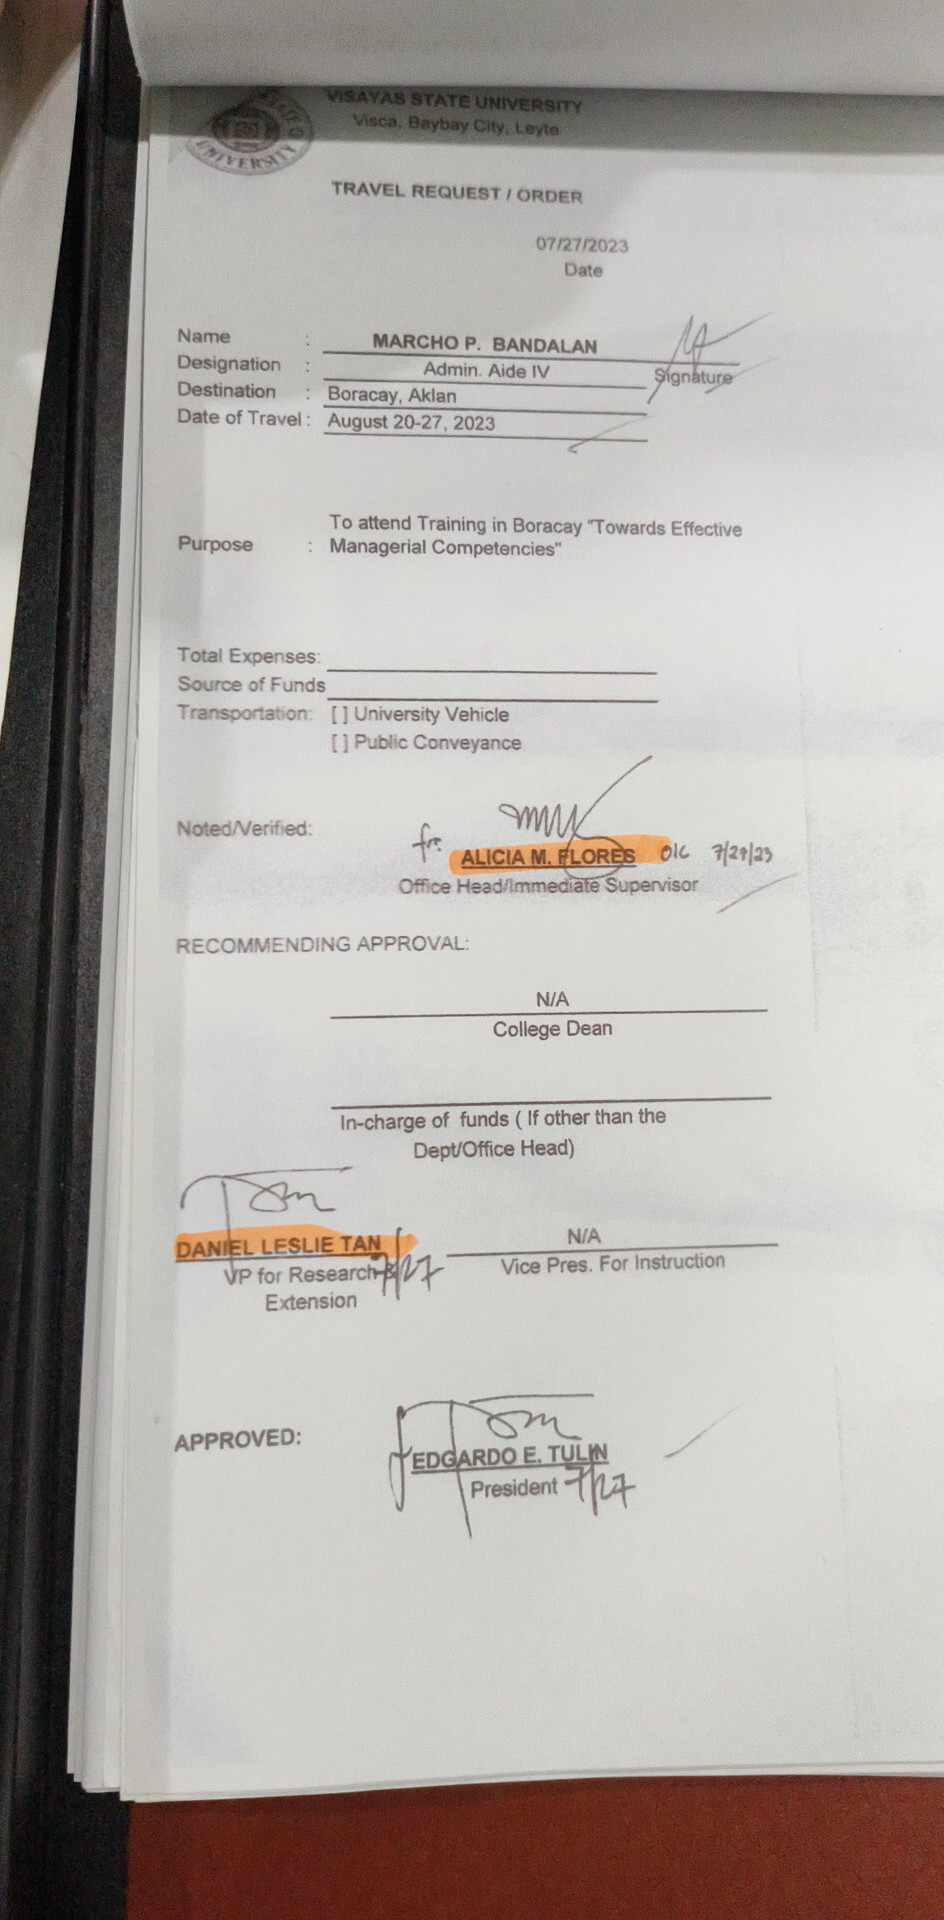 VISAYAS STATE UNIVERSITY
Visca, Baybay City, Leyte
UNIVERSITY
TRAVEL REQUEST / ORDER
07/27/2023
Date
Name : MARCHO P. BANDALAN
Designation : Admin. Aide IV Signature
Destination : Boracay, Aklan
Date of Travel : August 20-27, 2023
To attend Training in Boracay "Towards Effective
Purpose : Managerial Competencies"
Total Expenses:
Source of Funds
Transportation: [ ] University Vehicle
[ ] Public Conveyance
Noted/Verified:
for. ALICIA M. FLORES OIC 7/27/23
Office Head/Immediate Supervisor
RECOMMENDING APPROVAL:
N/A
College Dean
In-charge of funds ( If other than the
Dept/Office Head)
DANIEL LESLIE TAN N/A
VP for Research & 7/27 Vice Pres. For Instruction
Extension
APPROVED:
EDGARDO E. TULIN
President 7/27